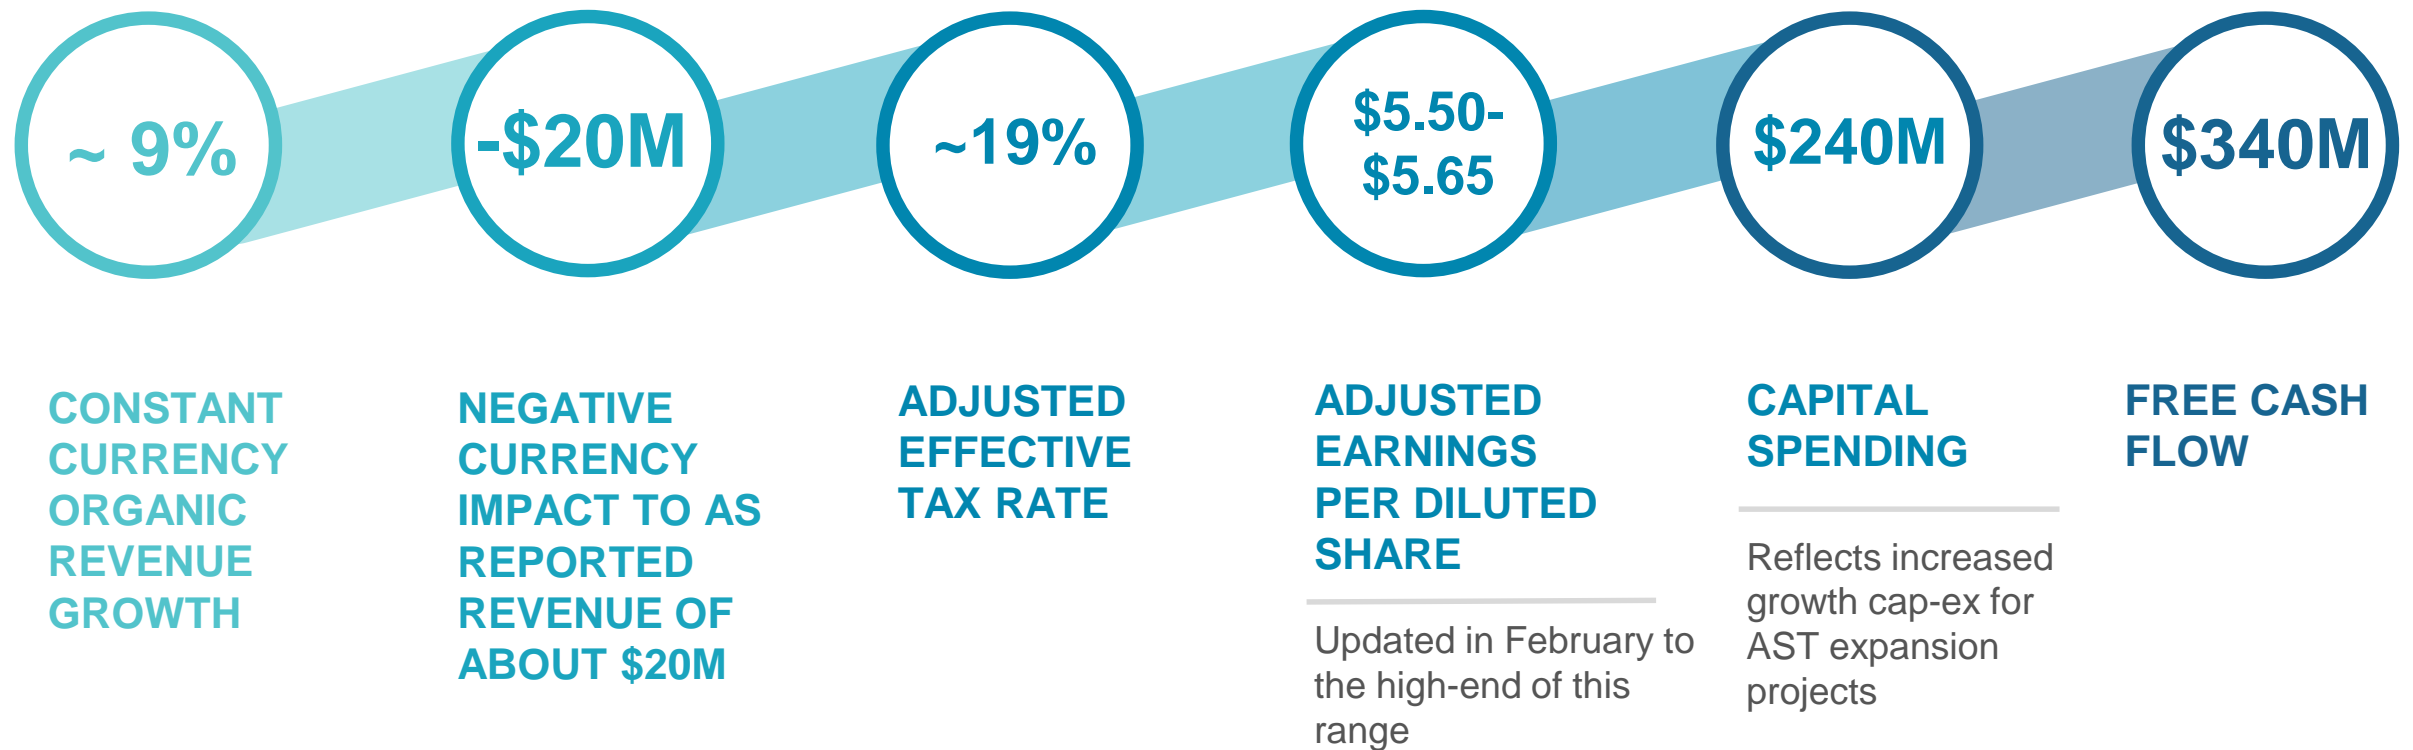 ~ 9%
-$20M
~19%
$5.50-
$5.65
$240M
$340M
CONSTANT
CURRENCY
ORGANIC
REVENUE
GROWTH
NEGATIVE
CURRENCY
IMPACT TO AS
REPORTED
REVENUE OF
ABOUT $20M
ADJUSTED
EFFECTIVE
TAX RATE
ADJUSTED
EARNINGS
PER DILUTED
SHARE
Updated in February to
the high-end of this
range
CAPITAL
SPENDING
Reflects increased
growth cap-ex for
AST expansion
projects
FREE CASH
FLOW